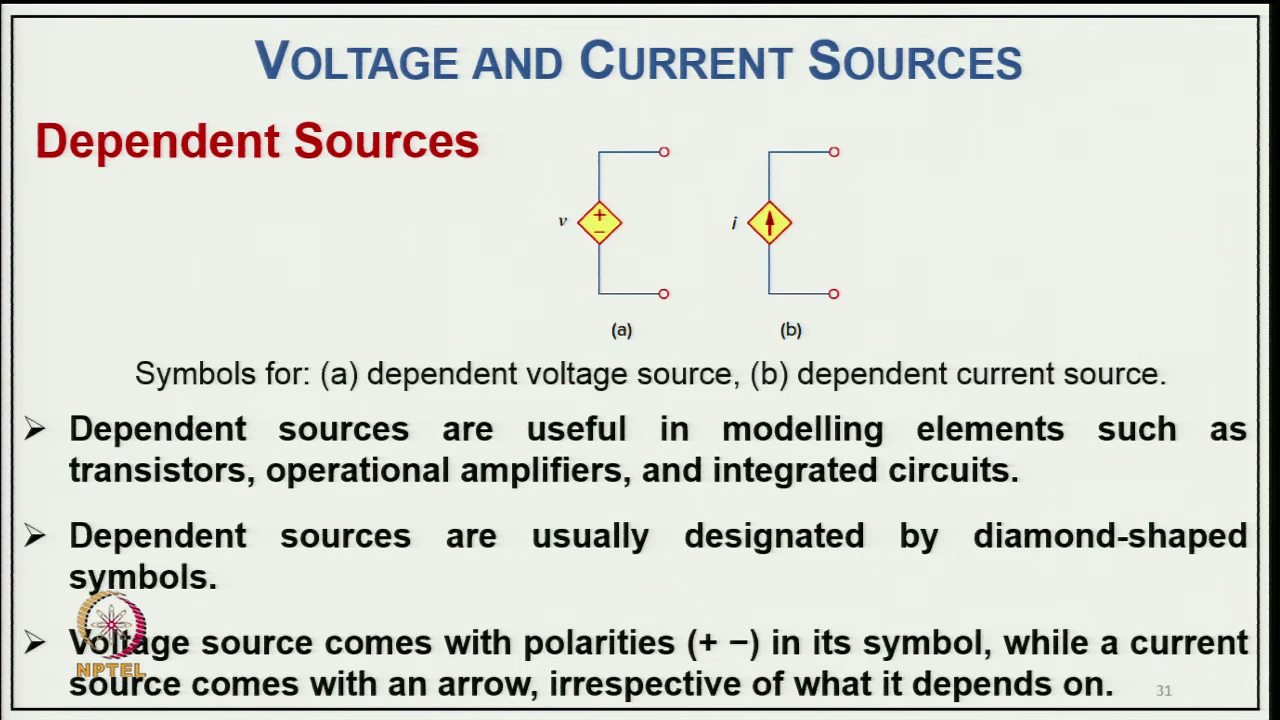 VOLTAGE AND CURRENT SOURCES
Dependent Sources
v + − i
(a) (b)
Symbols for: (a) dependent voltage source, (b) dependent current source.
➢ Dependent sources are useful in modelling elements such as
transistors, operational amplifiers, and integrated circuits.
➢ Dependent sources are usually designated by diamond-shaped
symbols.
➢ Voltage source comes with polarities (+ −) in its symbol, while a current
source comes with an arrow, irrespective of what it depends on.
NPTEL
31